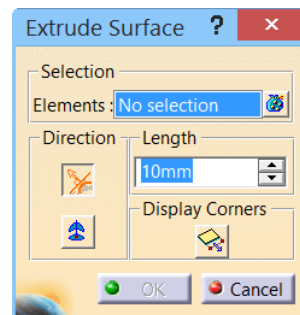 Extrude Surface ? ×
Selection
Elements : No selection
Direction Length
10mm
Display Corners
OK Cancel